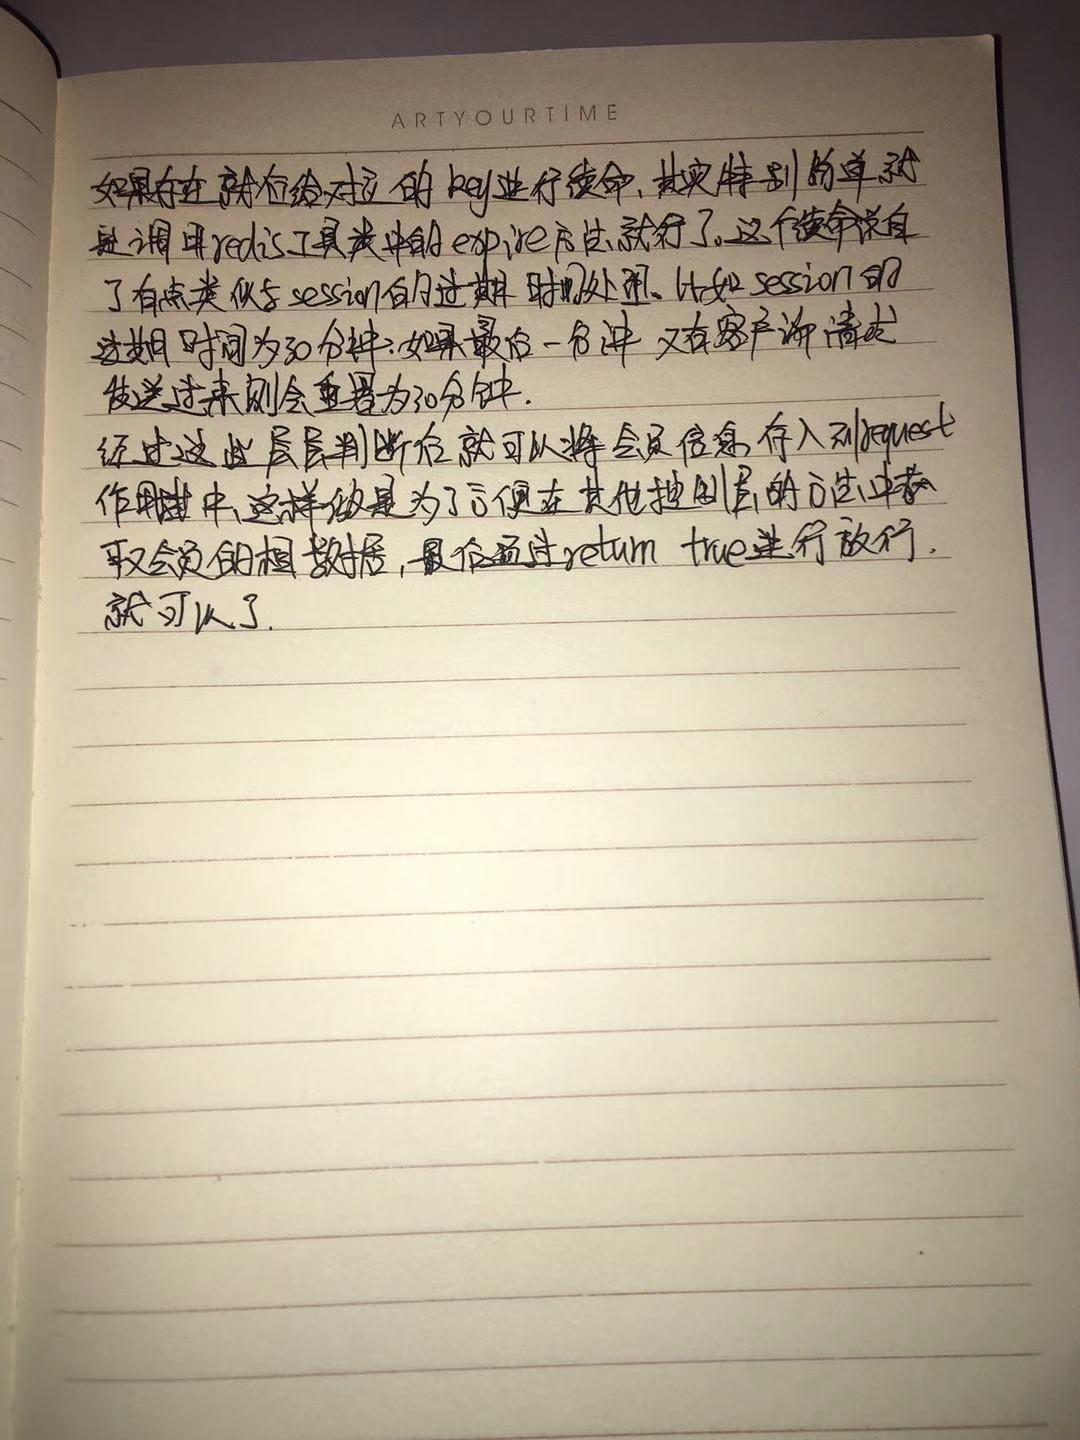 ARTYOURTIME
如果存在就在给对应的key进行续命,其实特别简单就
是调用redis工具类中的expire方法就行了。这个续命说白
了有点类似与session的过期时间处理。比如session的
过期时间为30分钟:如果最后一分钟又有客户端请求
发送过来则会重置为30分钟.
经过这些层层判断后就可以将会员信息存入到request
作用域中,这样做是为了方便在其他控制层的方法中获
取会员的相数据,最后通过return true进行放行.
就可以了.